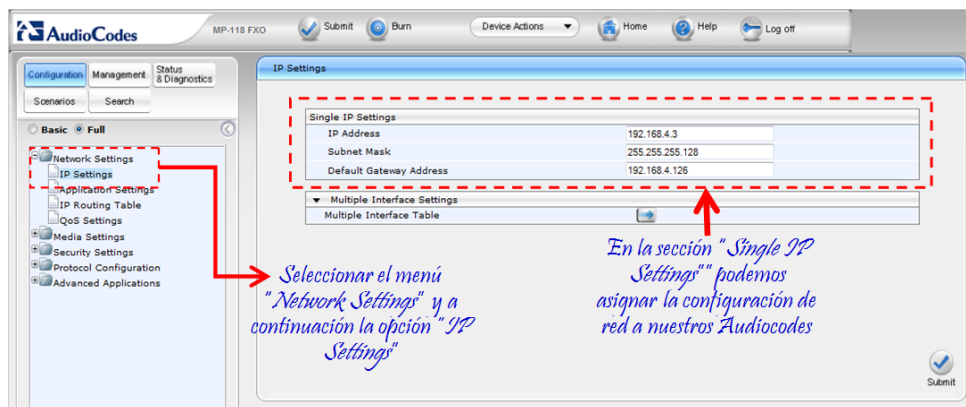 AudioCodes
MP-118 FXO
Submit
Burn
Device Actions
Home
Help
Log off
Configuration
Management
Status
& Diagnostics
Scenarios
Search
Basic
Full
Network Settings
IP Settings
Application Settings
IP Routing Table
QoS Settings
Media Settings
Security Settings
Protocol Configuration
Advanced Applications
IP Settings
Single IP Settings
IP Address 192.168.4.3
Subnet Mask 255.255.255.128
Default Gateway Address 192.168.4.126
Multiple Interface Settings
Multiple Interface Table
Seleccionar el menú
"Network Settings" y a
continuación la opción "IP
Settings"
En la sección "Single IP
Settings"" podemos
asignar la configuración de
red a nuestros Audiocodes
Submit